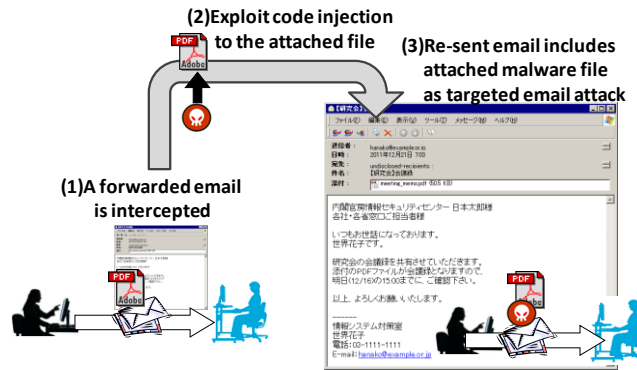 (2)Exploit code injection
to the attached file
(3)Re-sent email includes
attached malware file
as targeted email attack
(1)A forwarded email
is intercepted
PDF
Adobe
PDF
Adobe
【研究会】
ファイル(F) 編集(E) 表示(V) ツール(T) メッセージ(M) ヘルプ(H)
送信者: hanako@example.or.jp
日時: 2011年12月21日 7:03
宛先: undisclosed-recipients:
件名: 【研究会】会議録
添付: meeting_memo.pdf (50.5 KB)
内閣官房情報セキュリティセンター 日本太郎様
各社・各省窓口ご担当者様
いつもお世話になっております。
世界花子です。
研究会の会議録を共有させていただきます。
添付のPDFファイルが会議録となりますので、
明日(12/16)の15:00までに、ご確認下さい。
以上、よろしくお願いいたします。
------
情報システム対策室
世界花子
電話:03-1111-1111
E-mail:hanako@example.or.jp
PDF
Adobe